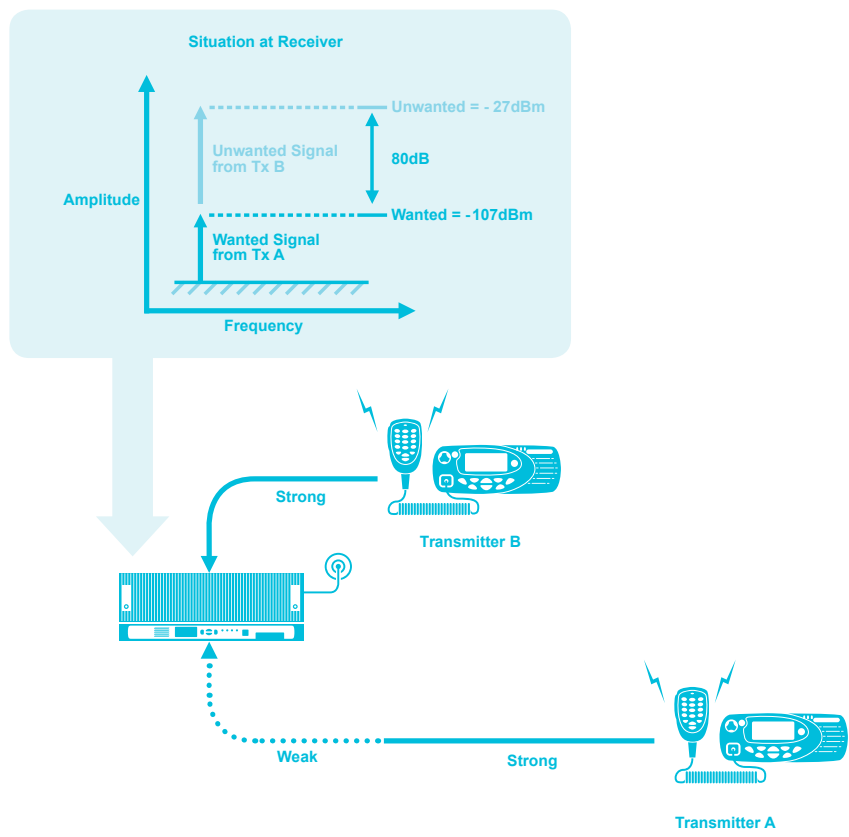 Situation at Receiver
Unwanted = - 27dBm
Unwanted Signal
from Tx B
80dB
Amplitude
Wanted = -107dBm
Wanted Signal
from Tx A
Frequency
Strong
Transmitter B
Weak
Strong
Transmitter A